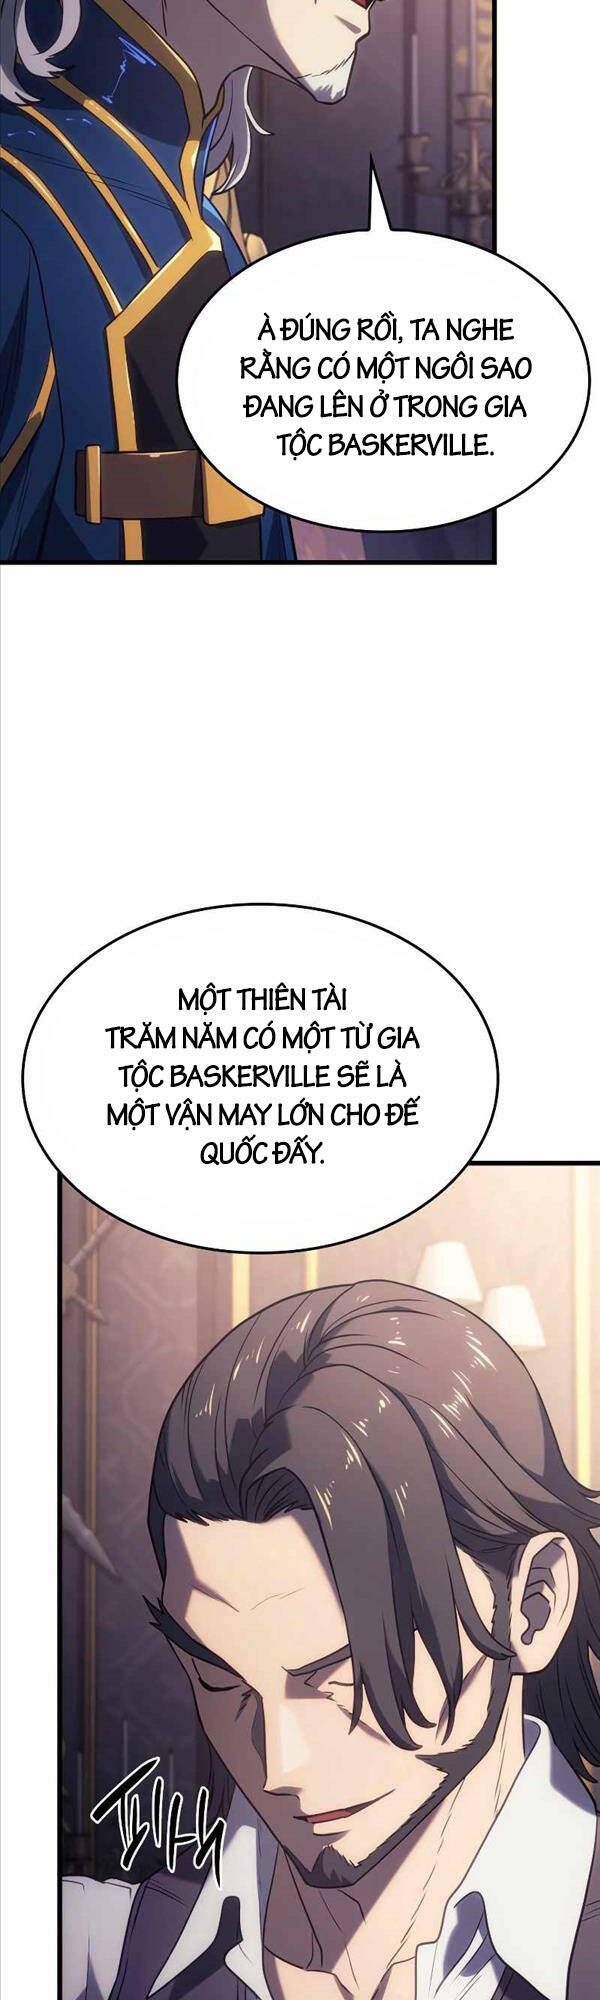 À ĐÚNG RỒI, TA NGHE
RẰNG CÓ MỘT NGÔI SAO
ĐANG LÊN Ở TRONG GIA
TỘC BASKERVILLE.
MỘT THIÊN TÀI
TRĂM NĂM CÓ MỘT TỪ GIA
TỘC BASKERVILLE SẼ LÀ
MỘT VẬN MAY LỚN CHO ĐẾ
QUỐC ĐẤY.